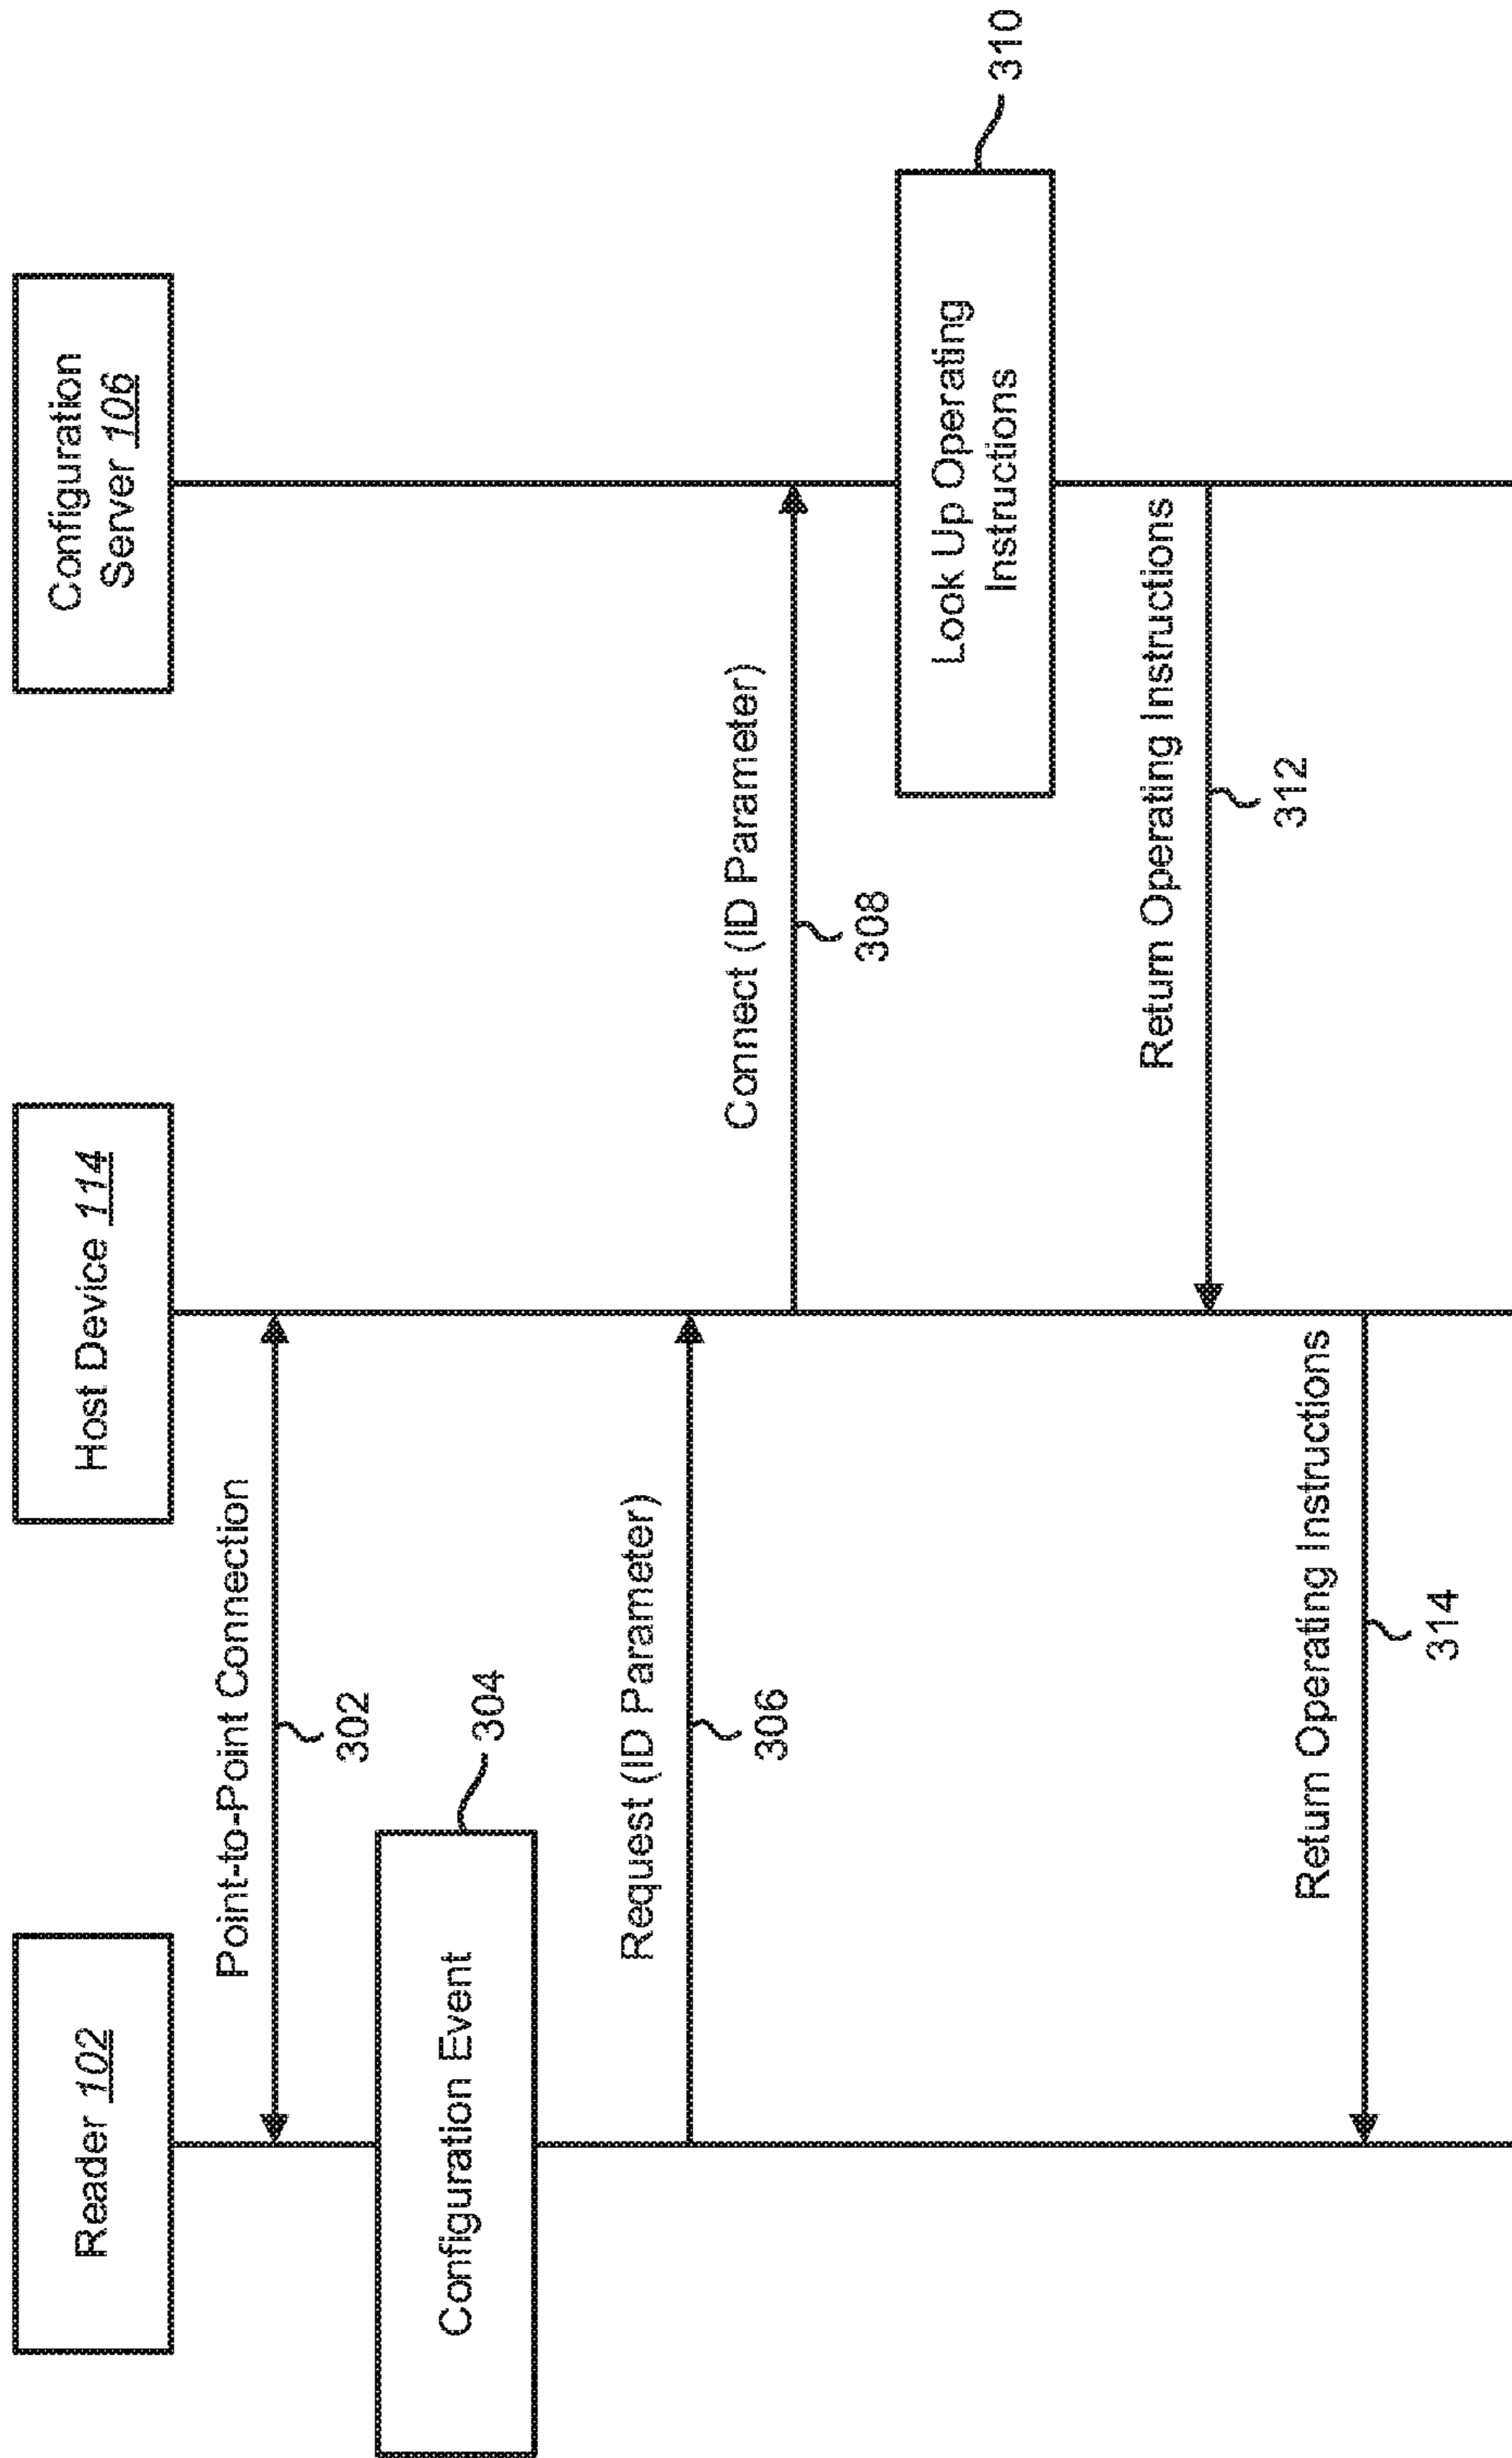 Reader 102
Host Device 114
Configuration
Server 106
Point-to-Point Connection
302
Configuration Event
304
Request (ID Parameter)
306
Connect (ID Parameter)
308
Look Up Operating
Instructions
310
Return Operating Instructions
312
Return Operating Instructions
314